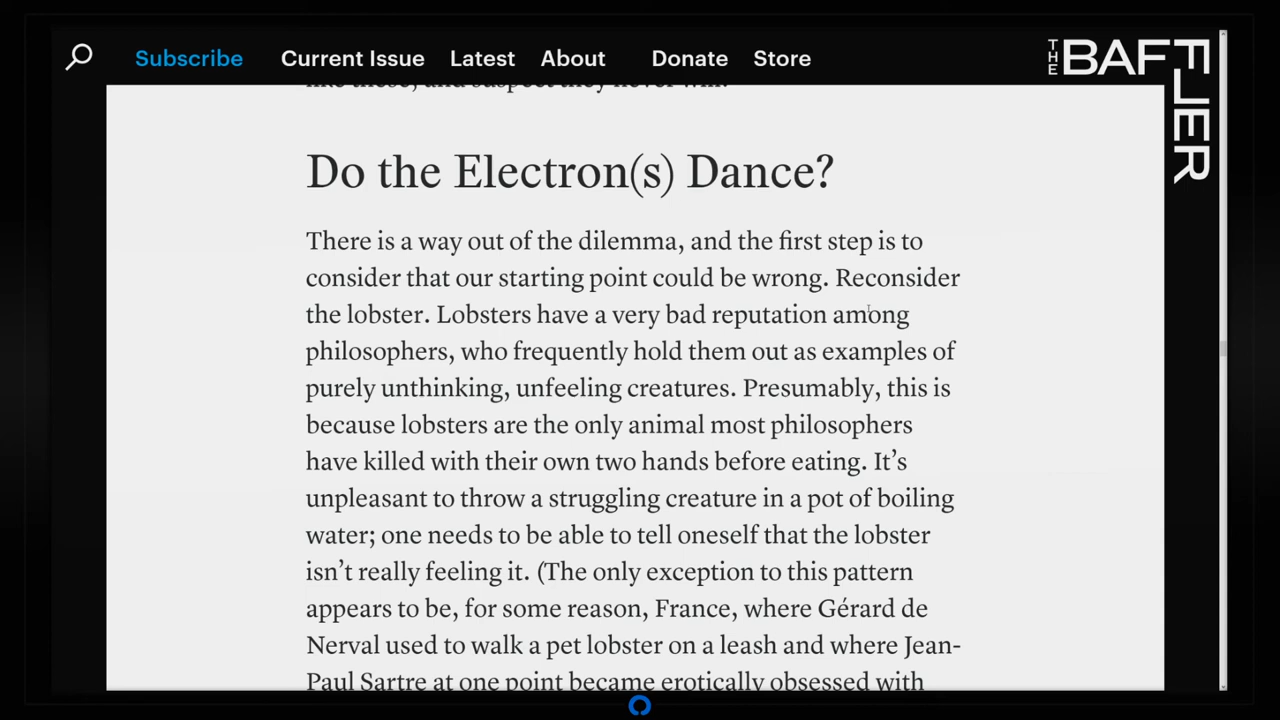 Subscribe Current Issue Latest About Donate Store
THE BAFFLER
like these, and suspect they never will.
Do the Electron(s) Dance?
There is a way out of the dilemma, and the first step is to
consider that our starting point could be wrong. Reconsider
the lobster. Lobsters have a very bad reputation among
philosophers, who frequently hold them out as examples of
purely unthinking, unfeeling creatures. Presumably, this is
because lobsters are the only animal most philosophers
have killed with their own two hands before eating. It’s
unpleasant to throw a struggling creature in a pot of boiling
water; one needs to be able to tell oneself that the lobster
isn’t really feeling it. (The only exception to this pattern
appears to be, for some reason, France, where Gérard de
Nerval used to walk a pet lobster on a leash and where Jean-
Paul Sartre at one point became erotically obsessed with